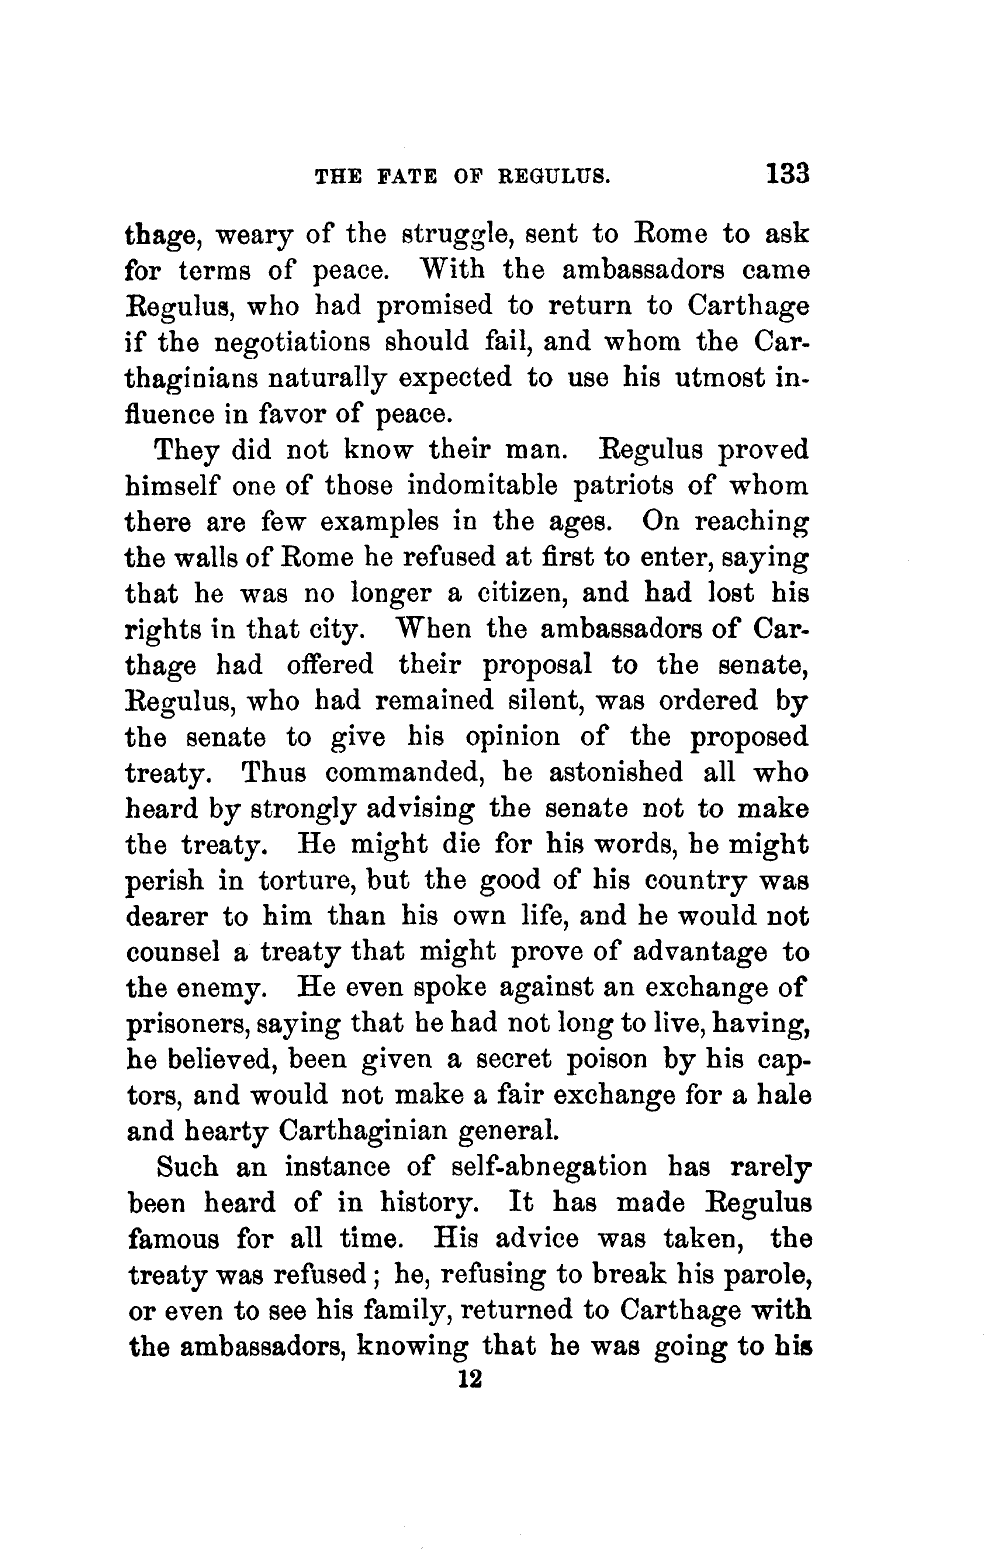 THE FATE OF REGULUS. 133
thage, weary of the struggle, sent to Rome to ask
for terms of peace. With the ambassadors came
Regulus, who had promised to return to Carthage
if the negotiations should fail, and whom the Car-
thaginians naturally expected to use his utmost in-
fluence in favor of peace.
They did not know their man. Regulus proved
himself one of those indomitable patriots of whom
there are few examples in the ages. On reaching
the walls of Rome he refused at first to enter, saying
that he was no longer a citizen, and had lost his
rights in that city. When the ambassadors of Car-
thage had offered their proposal to the senate,
Regulus, who had remained silent, was ordered by
the senate to give his opinion of the proposed
treaty. Thus commanded, he astonished all who
heard by strongly advising the senate not to make
the treaty. He might die for his words, he might
perish in torture, but the good of his country was
dearer to him than his own life, and he would not
counsel a treaty that might prove of advantage to
the enemy. He even spoke against an exchange of
prisoners, saying that he had not long to live, having,
he believed, been given a secret poison by his cap-
tors, and would not make a fair exchange for a hale
and hearty Carthaginian general.
Such an instance of self-abnegation has rarely
been heard of in history. It has made Regulus
famous for all time. His advice was taken, the
treaty was refused; he, refusing to break his parole,
or even to see his family, returned to Carthage with
the ambassadors, knowing that he was going to his
12